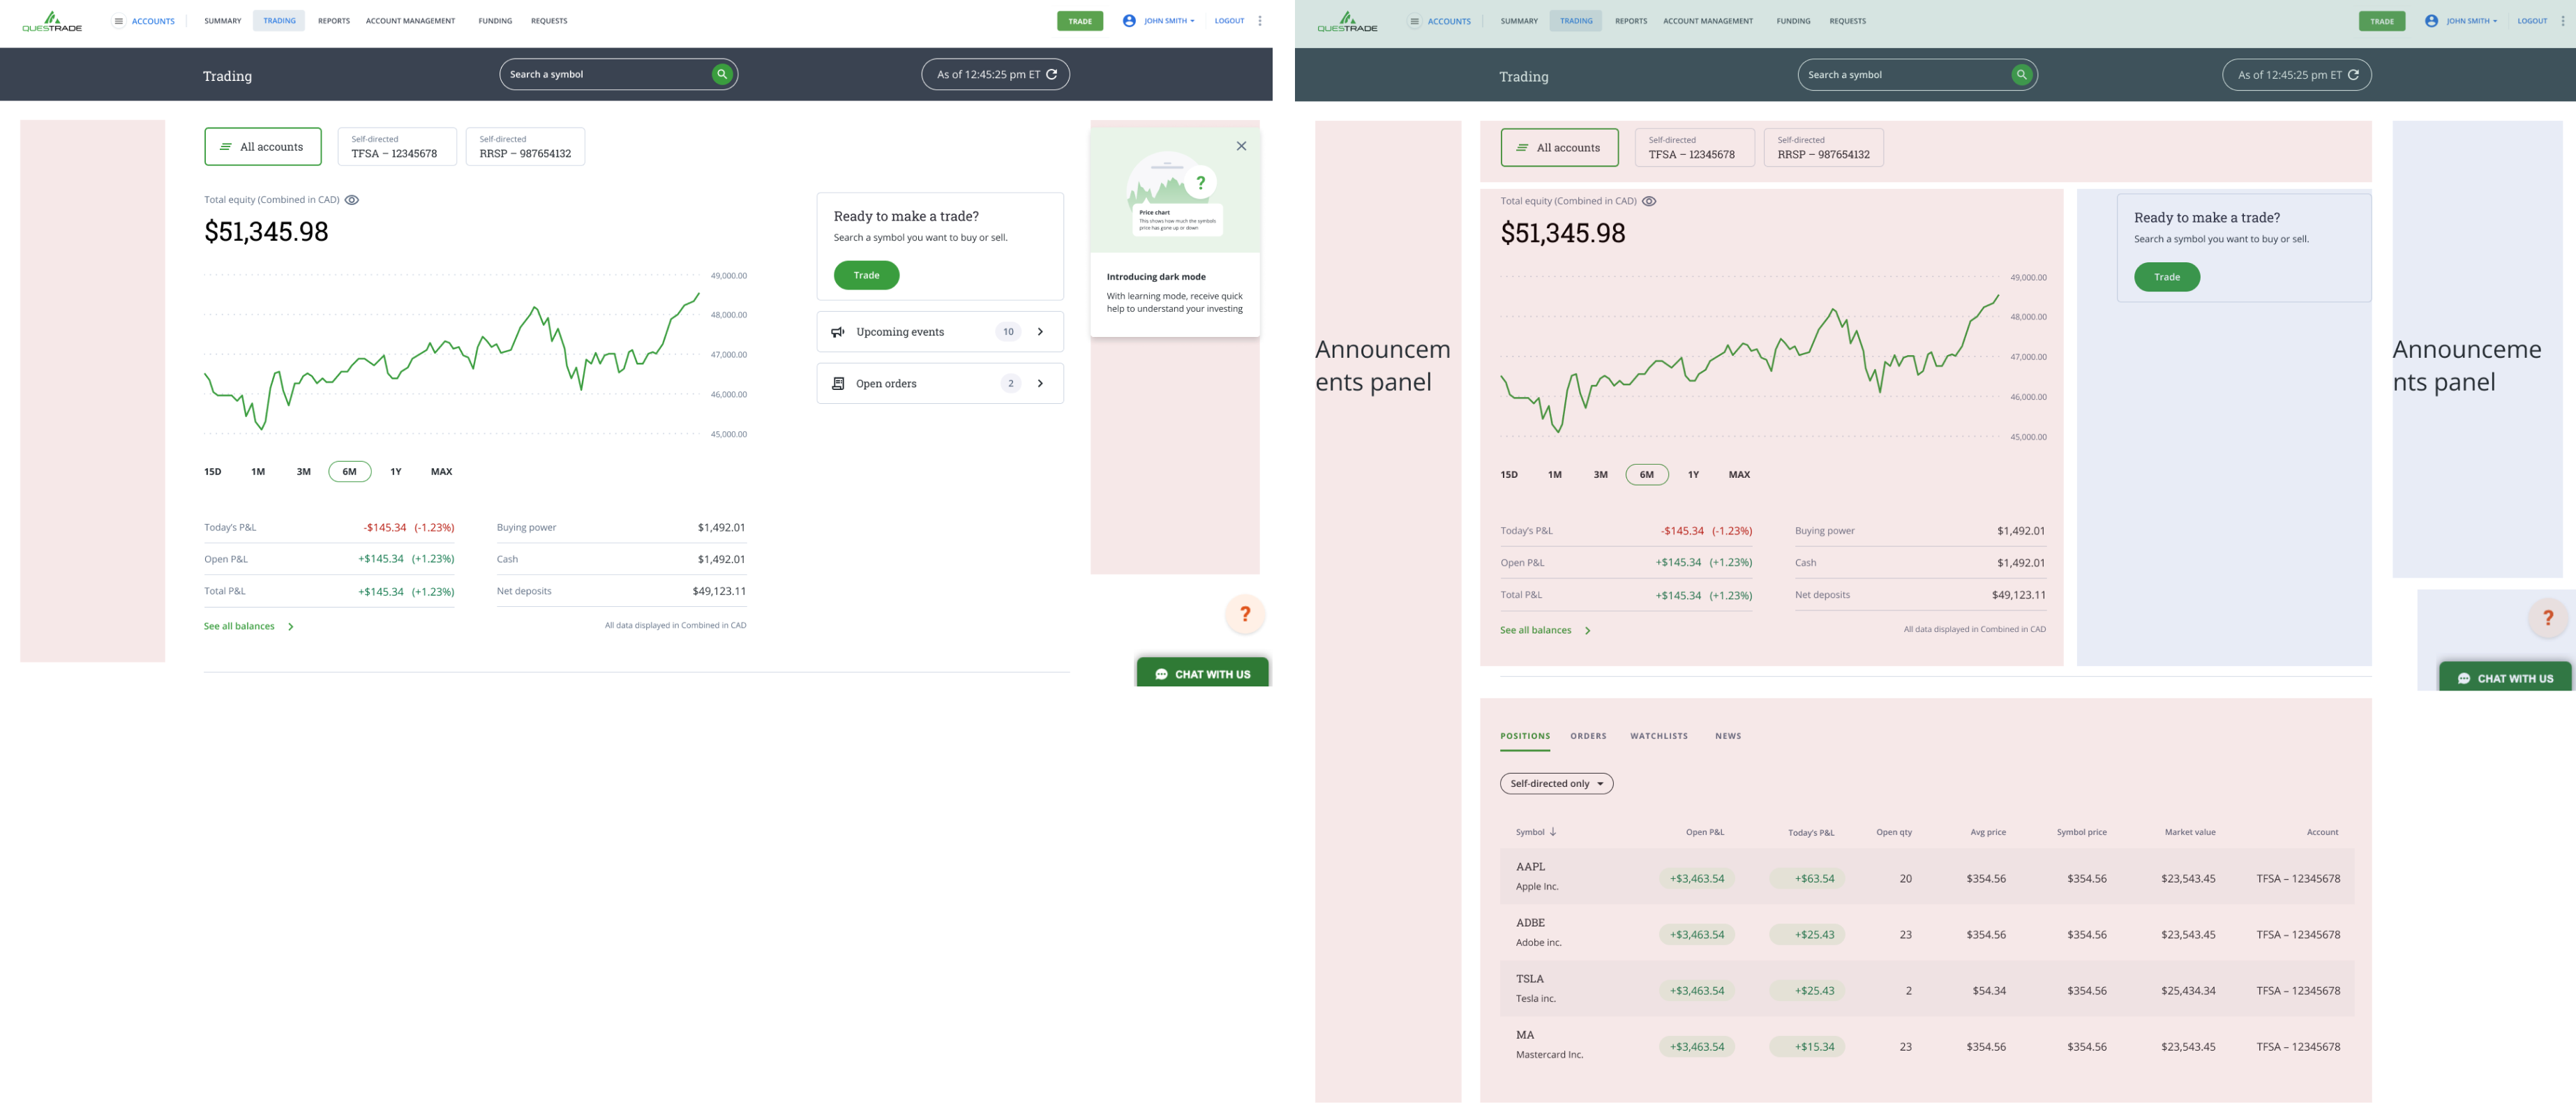 QUESTRADE
ACCOUNTS
SUMMARY
TRADING
REPORTS
ACCOUNT MANAGEMENT
FUNDING
REQUESTS
TRADE
JOHN SMITH
LOGOUT
Trading
Search a symbol
As of 12:45:25 pm ET
All accounts
Self-directed
TFSA – 12345678
Self-directed
RRSP – 987654132
Total equity (Combined in CAD)
$51,345.98
49,000.00
48,000.00
47,000.00
46,000.00
45,000.00
15D 1M 3M 6M 1Y MAX
Today's P&L -$145.34 (-1.23%)
Open P&L +$145.34 (+1.23%)
Total P&L +$145.34 (+1.23%)
Buying power $1,492.01
Cash $1,492.01
Net deposits $49,123.11
See all balances
All data displayed in Combined in CAD
Ready to make a trade?
Search a symbol you want to buy or sell.
Trade
Upcoming events 10
Open orders 2
?
Price chart
This shows how much the symbols
price has gone up or down
Introducing dark mode
With learning mode, receive quick
help to understand your investing
?
CHAT WITH US
QUESTRADE
ACCOUNTS
SUMMARY
TRADING
REPORTS
ACCOUNT MANAGEMENT
FUNDING
REQUESTS
TRADE
JOHN SMITH
LOGOUT
Trading
Search a symbol
As of 12:45:25 pm ET
Announcem
ents panel
All accounts
Self-directed
TFSA – 12345678
Self-directed
RRSP – 987654132
Total equity (Combined in CAD)
$51,345.98
49,000.00
48,000.00
47,000.00
46,000.00
45,000.00
15D 1M 3M 6M 1Y MAX
Today's P&L -$145.34 (-1.23%)
Open P&L +$145.34 (+1.23%)
Total P&L +$145.34 (+1.23%)
Buying power $1,492.01
Cash $1,492.01
Net deposits $49,123.11
See all balances
All data displayed in Combined in CAD
Ready to make a trade?
Search a symbol you want to buy or sell.
Trade
Announceme
nts panel
?
CHAT WITH US
POSITIONS ORDERS WATCHLISTS NEWS
Self-directed only
Symbol Open P&L Today's P&L Open qty Avg price Symbol price Market value Account
AAPL
Apple Inc.
+$3,463.54 +$63.54 20 $354.56 $354.56 $23,543.45 TFSA – 12345678
ADBE
Adobe inc.
+$3,463.54 +$25.43 23 $354.56 $354.56 $23,543.45 TFSA – 12345678
TSLA
Tesla inc.
+$3,463.54 +$25.43 2 $54.34 $354.56 $25,434.34 TFSA – 12345678
MA
Mastercard Inc.
+$3,463.54 +$15.34 23 $354.56 $354.56 $23,543.45 TFSA – 12345678